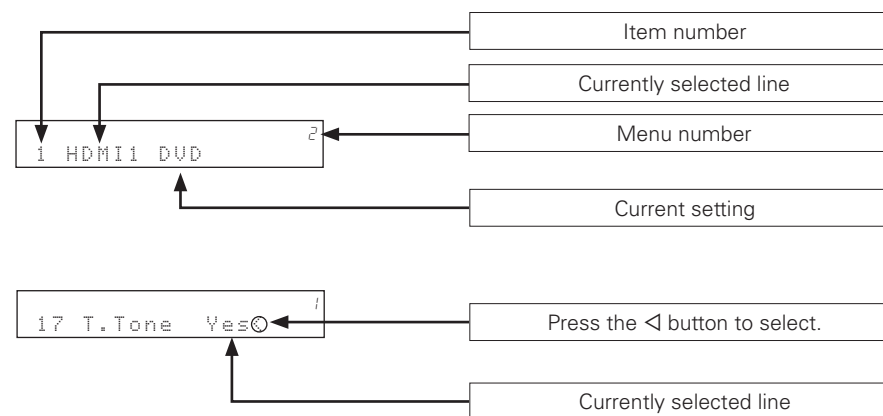 Item number
Currently selected line
2
Menu number
1 HDMI1 DVD
Current setting
1
17 T.Tone Yes
Press the ◁ button to select.
Currently selected line